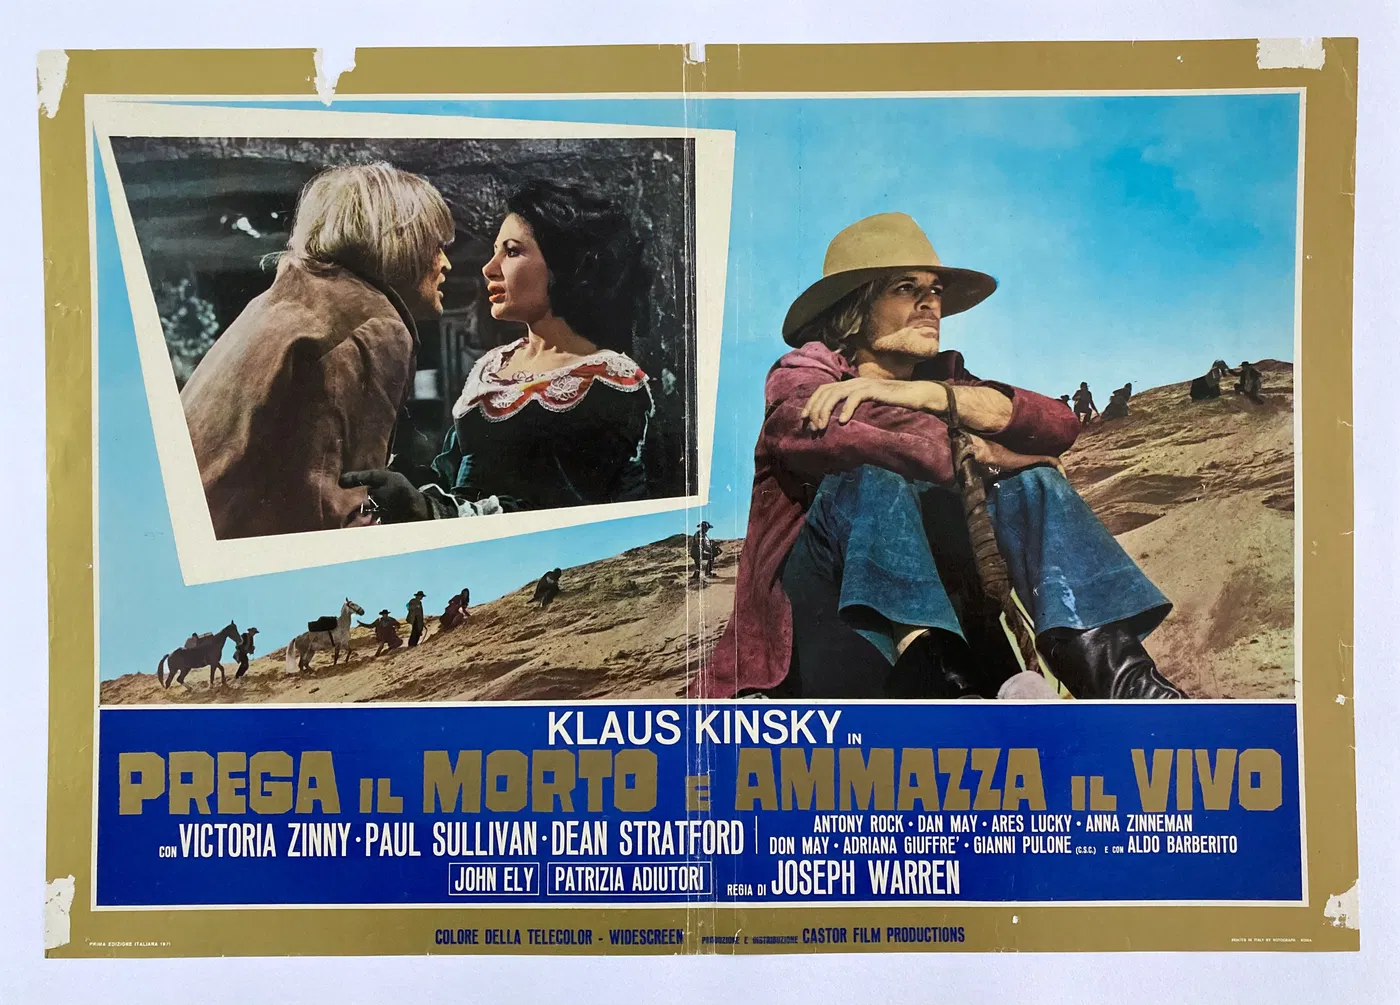 KLAUS KINSKY IN
PREGA IL MORTO E AMMAZZA IL VIVO
CON VICTORIA ZINNY · PAUL SULLIVAN · DEAN STRATFORD
ANTONY ROCK · DAN MAY · ARES LUCKY · ANNA ZINNEMAN
DON MAY · ADRIANA GIUFFRE' · GIANNI PULONE (C.S.C.) E CON ALDO BARBERITO
JOHN ELY PATRIZIA ADIUTORI REGIA DI JOSEPH WARREN
COLORE DELLA TELECOLOR - WIDESCREEN PRODUZIONE E DISTRIBUZIONE CASTOR FILM PRODUCTIONS
PRIMA EDIZIONE ITALIANA 1971